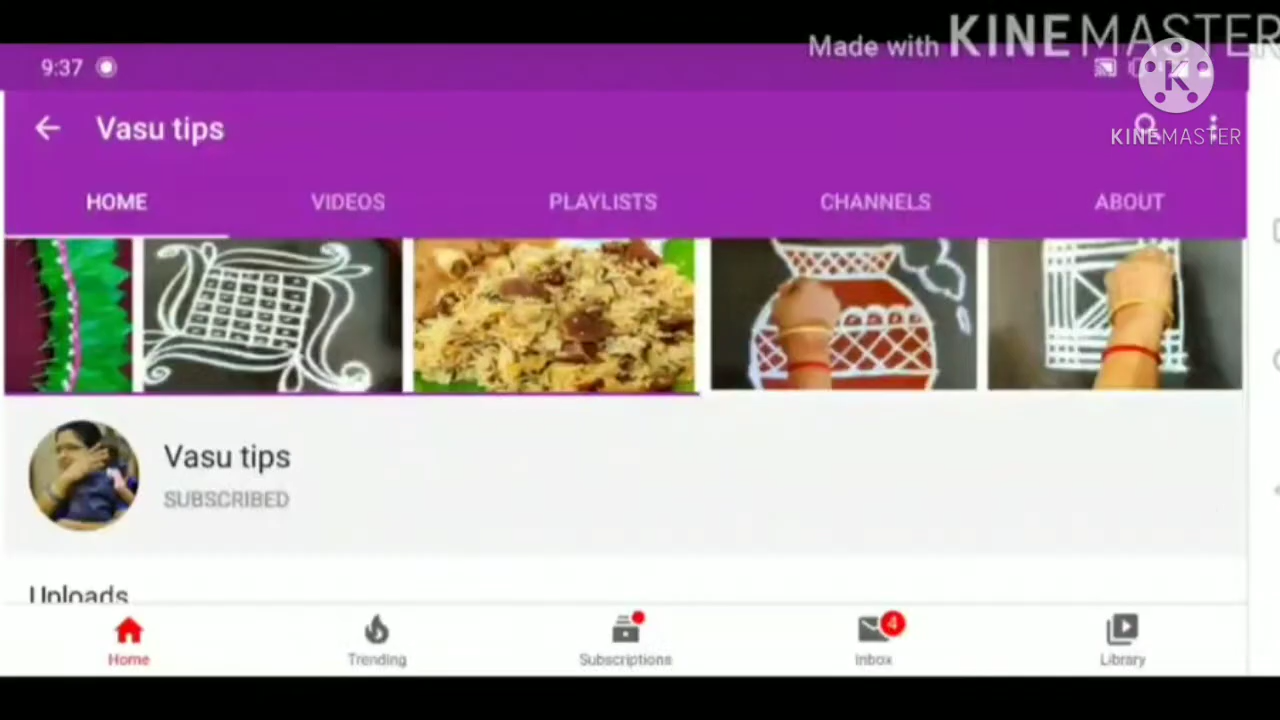 Made with KINEMASTER
9:37
K
Vasu tips
KINEMASTER
HOME VIDEOS PLAYLISTS CHANNELS ABOUT
Vasu tips
SUBSCRIBED
Uploads
4
Home Trending Subscriptions Inbox Library